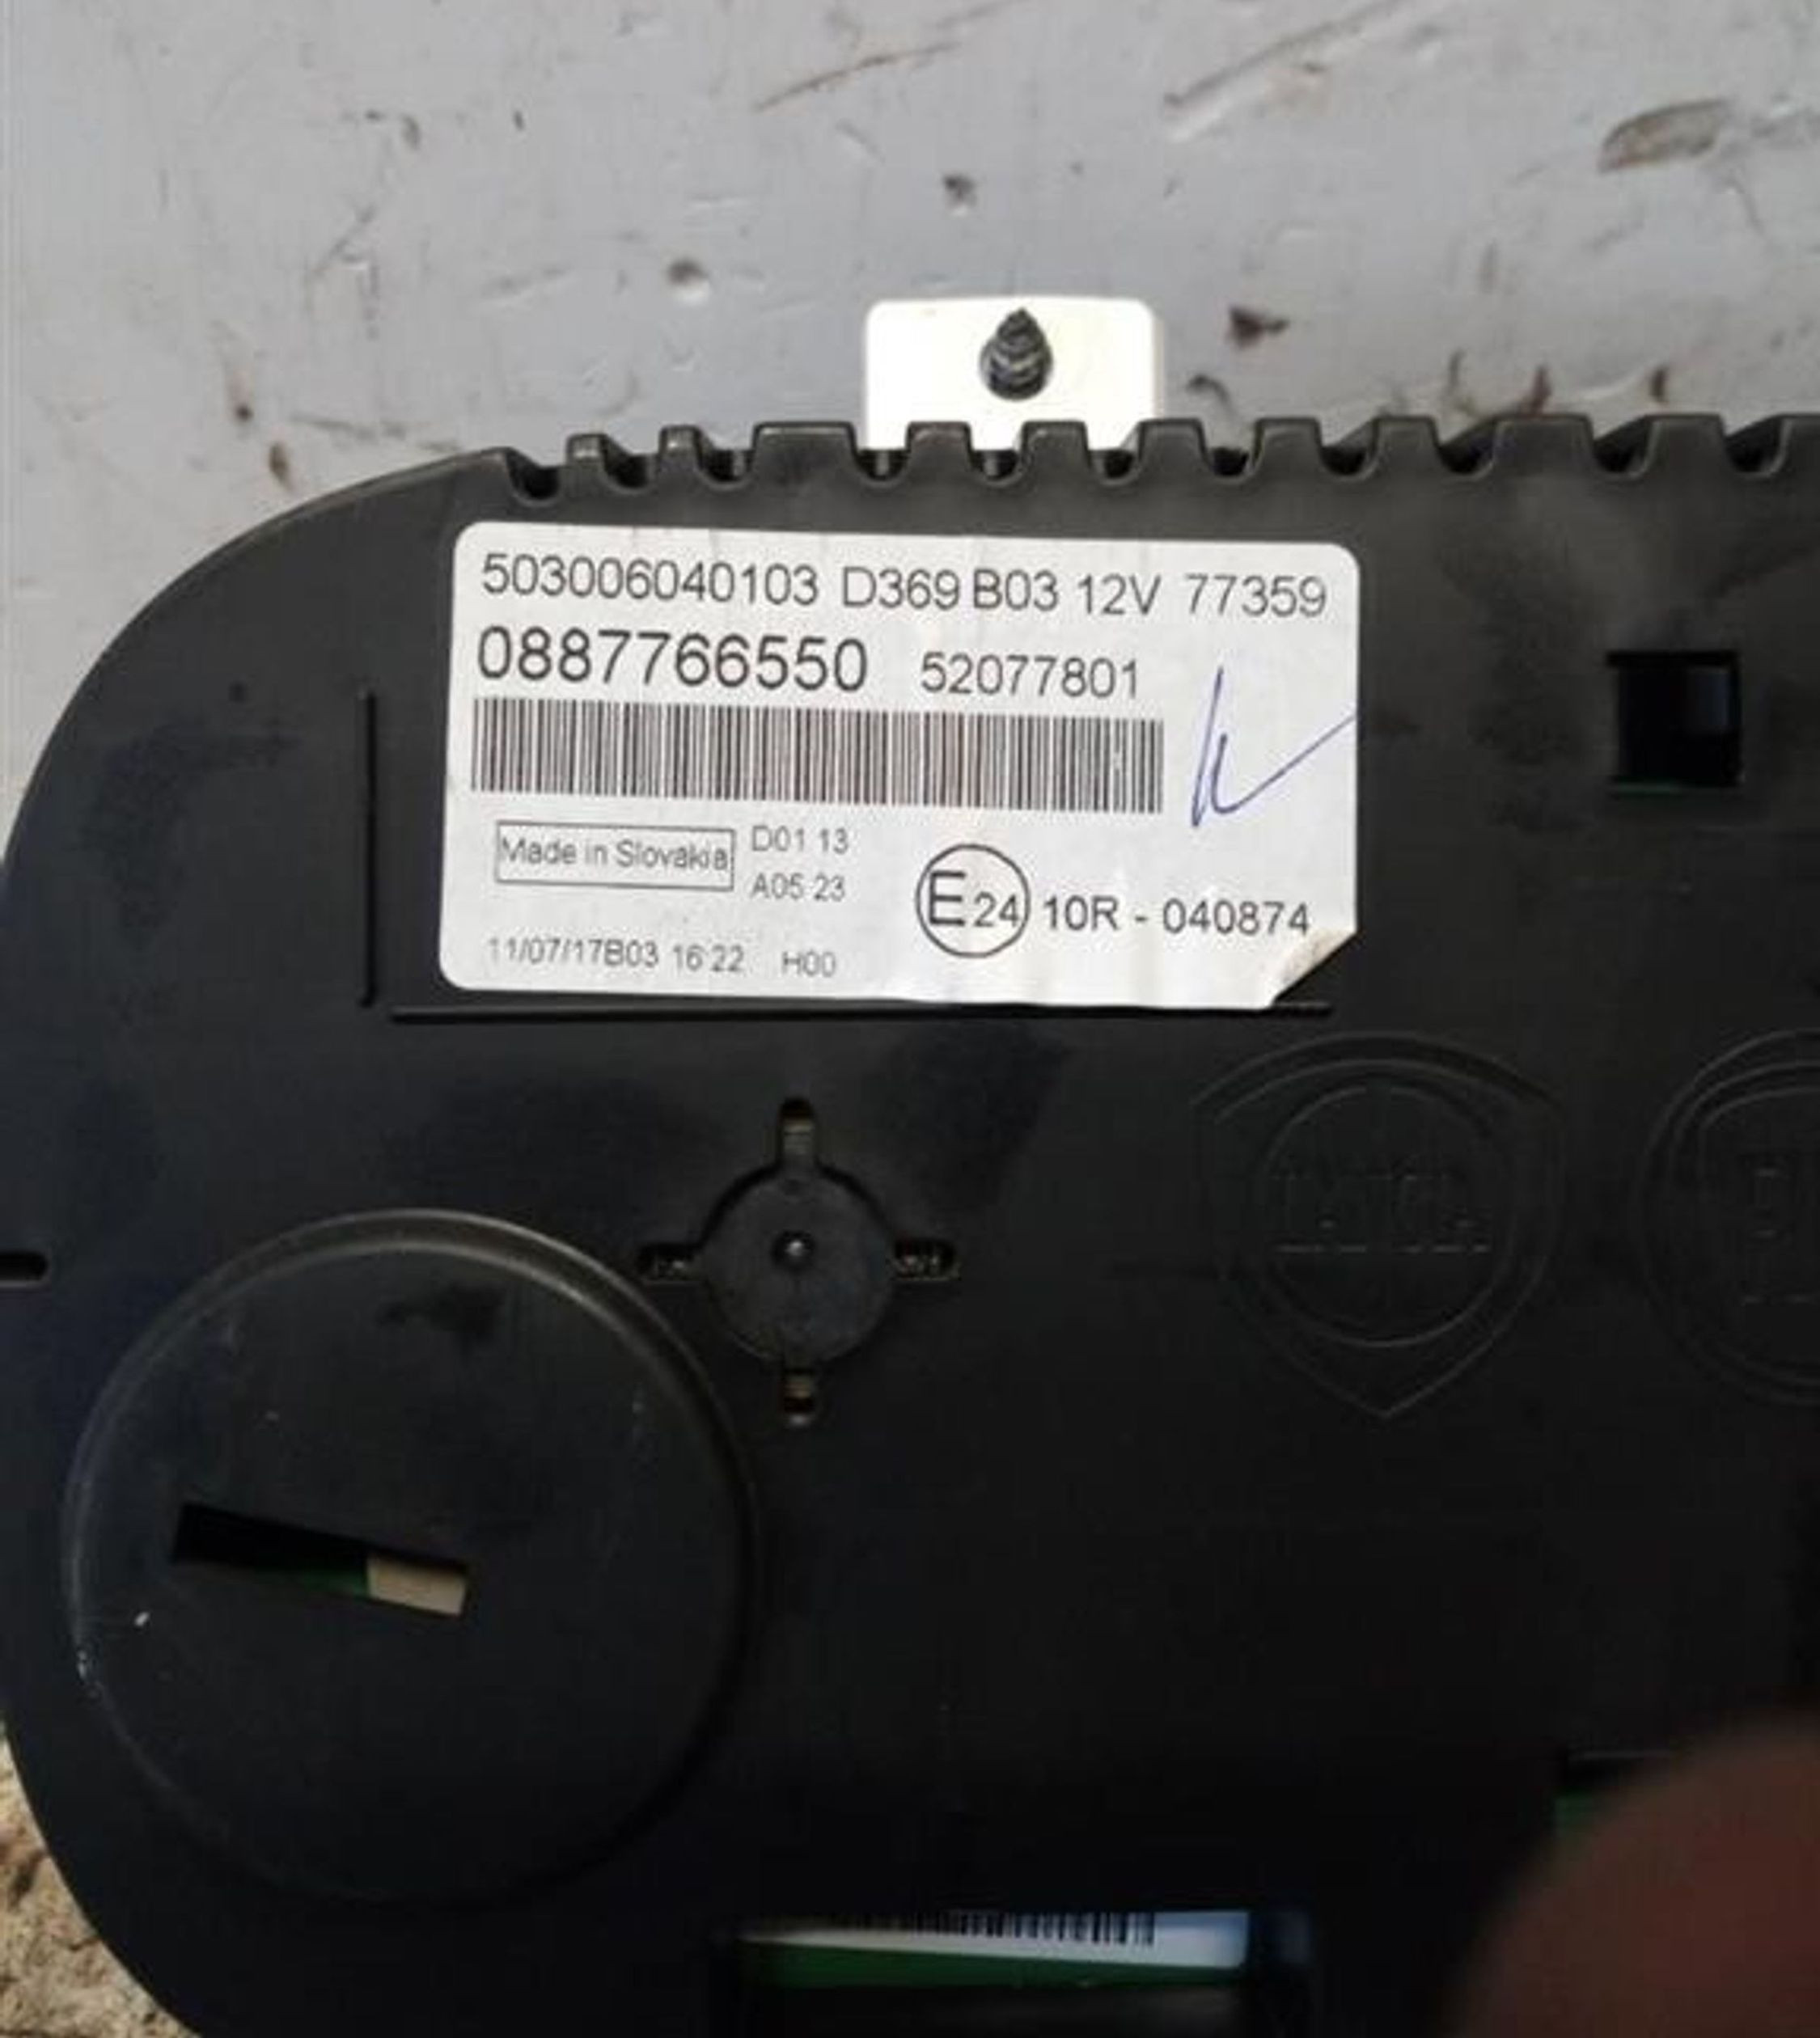 503006040103 D369 B03 12V 77359
0887766550 52077801
Made in Slovakia
D01 13
A05 23
E24 10R - 040874
11/07/17B03 16:22 H00